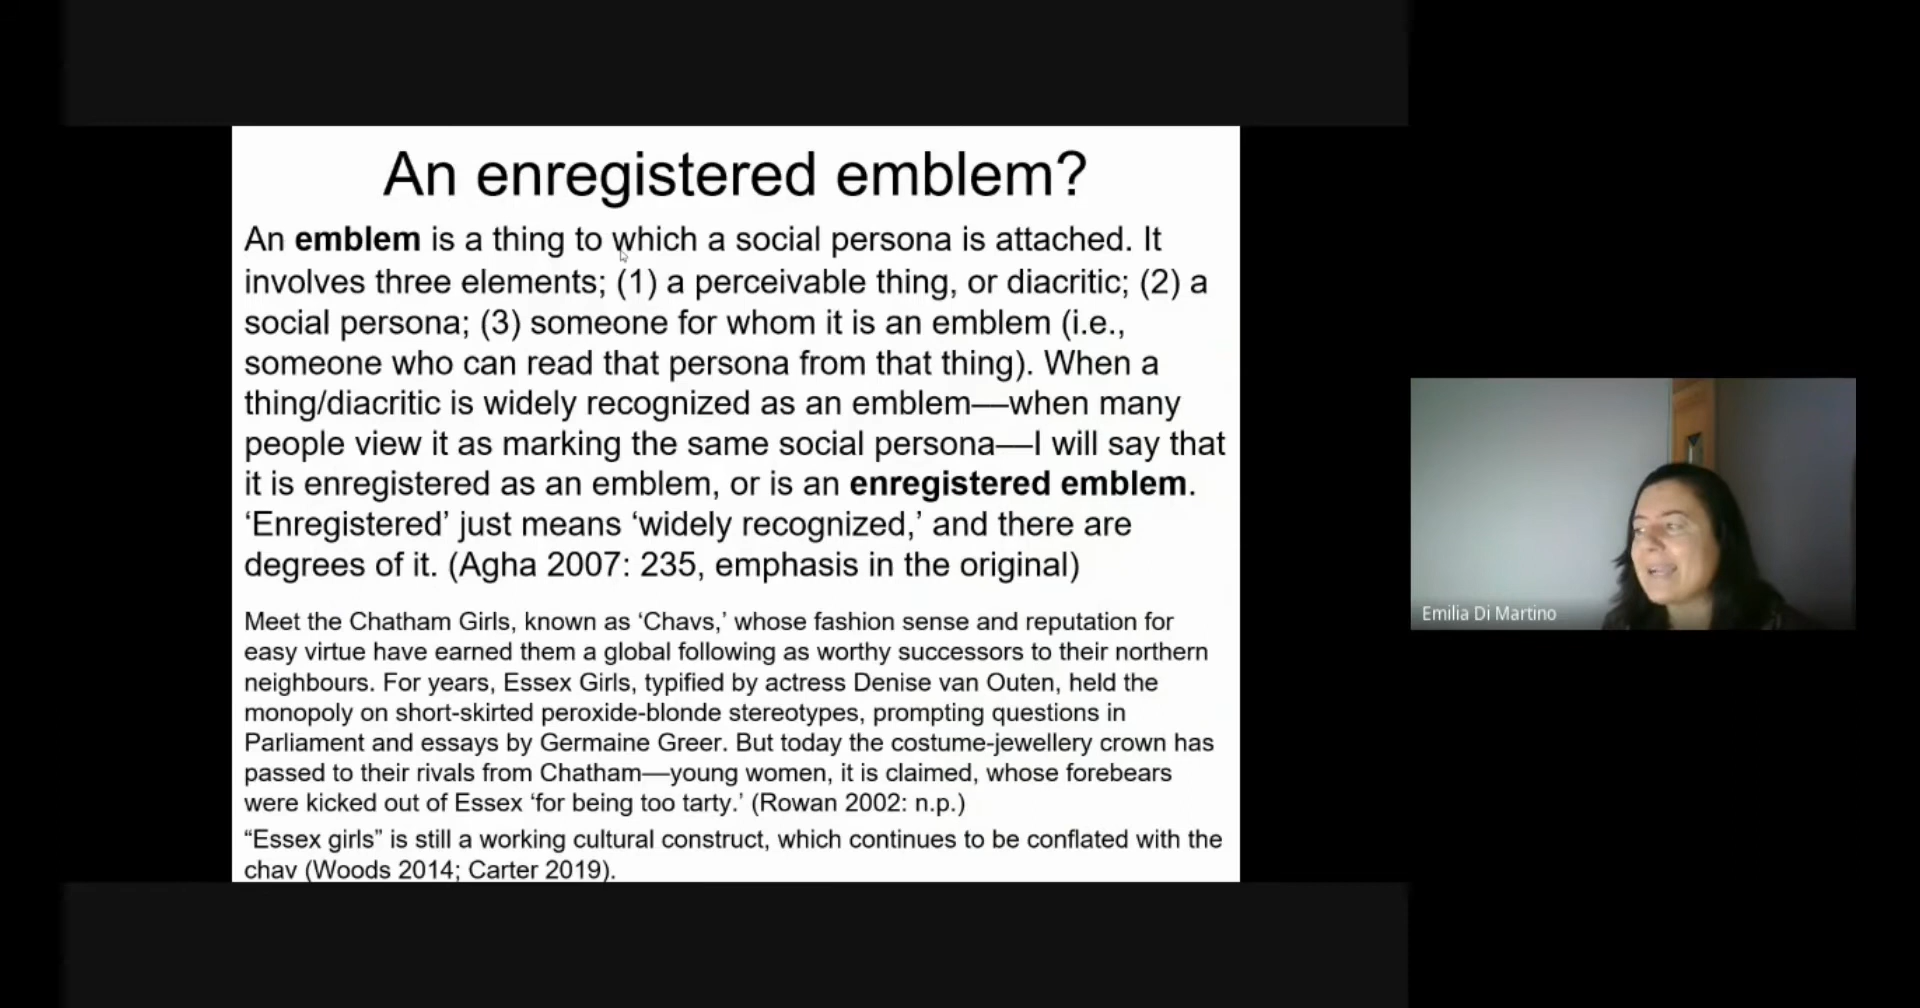 An enregistered emblem?
An emblem is a thing to which a social persona is attached. It
involves three elements; (1) a perceivable thing, or diacritic; (2) a
social persona; (3) someone for whom it is an emblem (i.e.,
someone who can read that persona from that thing). When a
thing/diacritic is widely recognized as an emblem—when many
people view it as marking the same social persona—I will say that
it is enregistered as an emblem, or is an enregistered emblem.
‘Enregistered’ just means ‘widely recognized,’ and there are
degrees of it. (Agha 2007: 235, emphasis in the original)
Meet the Chatham Girls, known as ‘Chavs,’ whose fashion sense and reputation for
easy virtue have earned them a global following as worthy successors to their northern
neighbours. For years, Essex Girls, typified by actress Denise van Outen, held the
monopoly on short-skirted peroxide-blonde stereotypes, prompting questions in
Parliament and essays by Germaine Greer. But today the costume-jewellery crown has
passed to their rivals from Chatham—young women, it is claimed, whose forebears
were kicked out of Essex ‘for being too tarty.’ (Rowan 2002: n.p.)
“Essex girls” is still a working cultural construct, which continues to be conflated with the
chav (Woods 2014; Carter 2019).
Emilia Di Martino